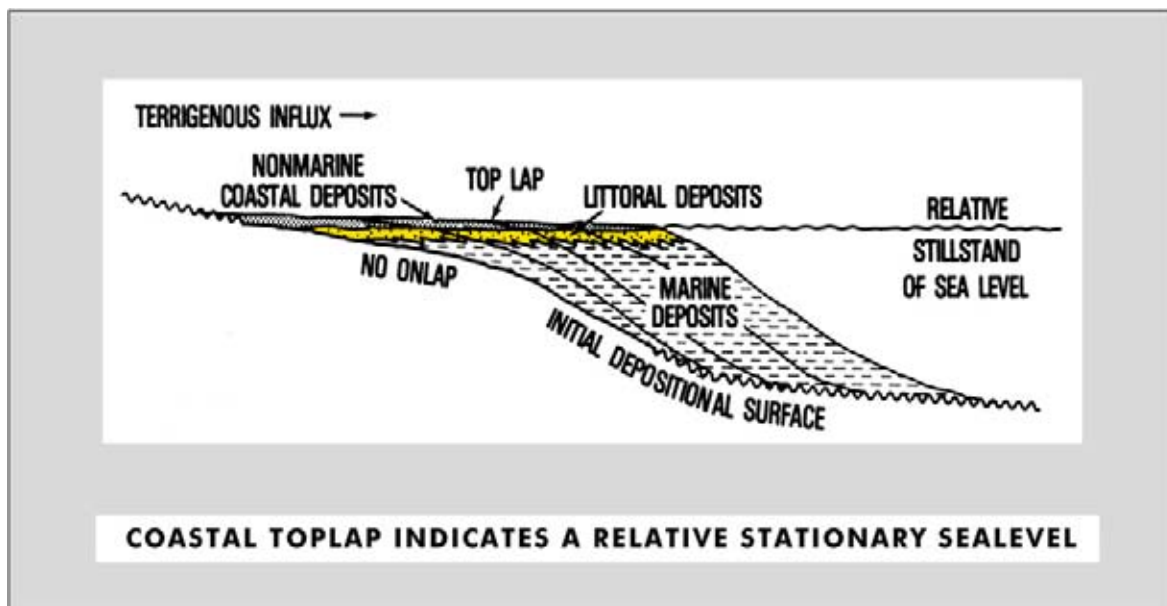 TERRIGENOUS INFLUX →
NONMARINE
COASTAL DEPOSITS
TOP LAP
LITTORAL DEPOSITS
RELATIVE
STILLSTAND
OF SEA LEVEL
NO ONLAP
MARINE
DEPOSITS
INITIAL DEPOSITIONAL SURFACE
COASTAL TOPLAP INDICATES A RELATIVE STATIONARY SEALEVEL